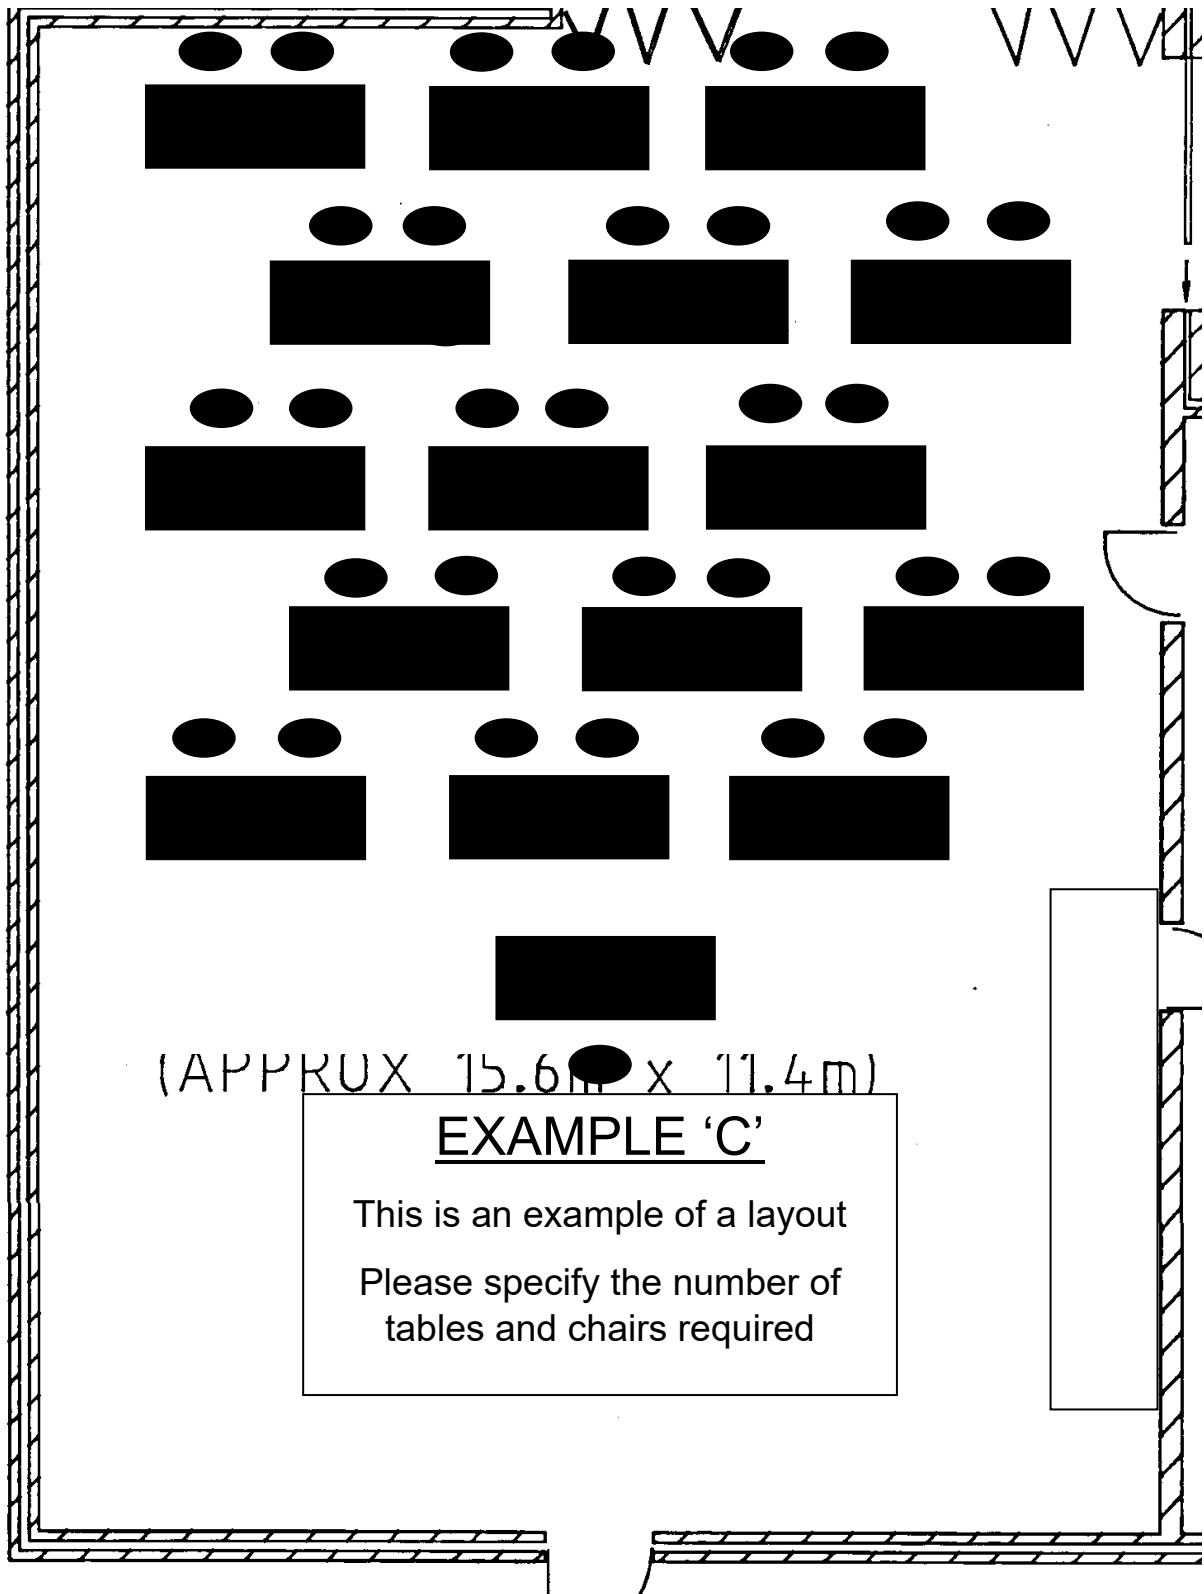 (APPROX 15.6m x 11.4m)
EXAMPLE ‘C’
This is an example of a layout
Please specify the number of
tables and chairs required